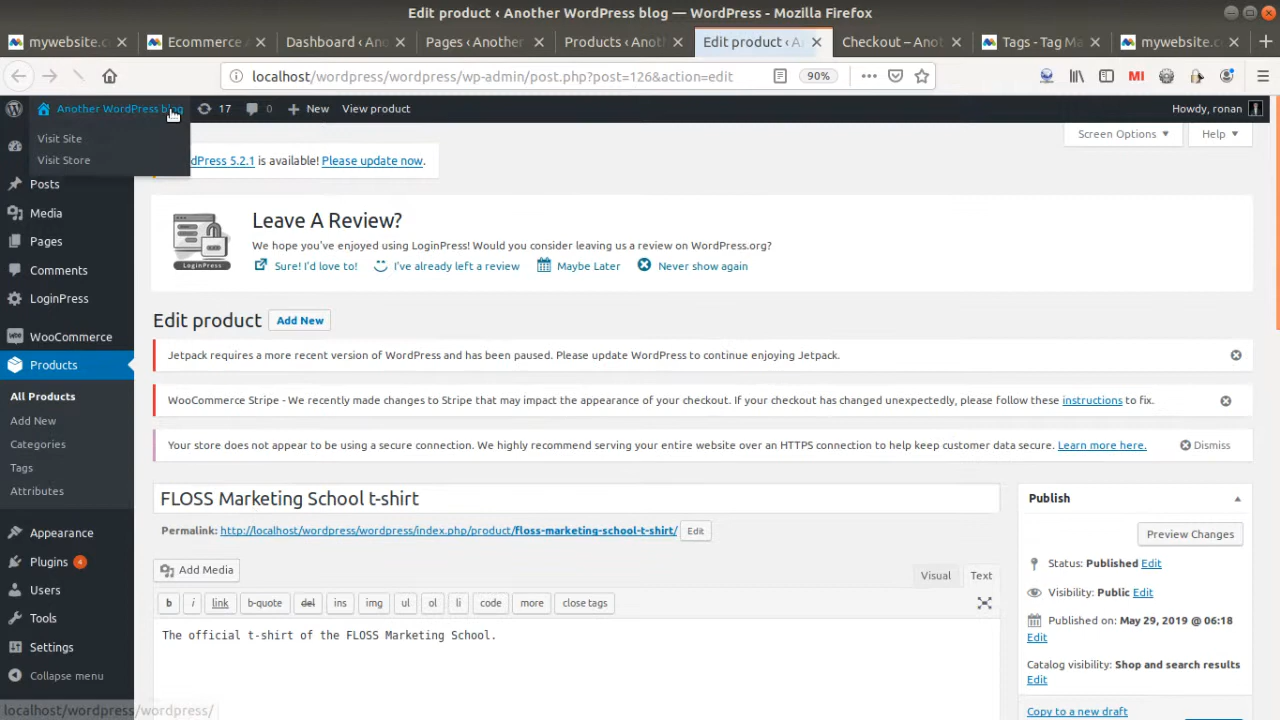 Edit product ‹ Another WordPress blog — WordPress - Mozilla Firefox
mywebsite.c
Ecommerce A
Dashboard ‹ Ano
Pages ‹ Another
Products ‹ Anot
Edit product ‹ A
Checkout – Anot
Tags - Tag Ma
mywebsite.c
localhost/wordpress/wordpress/wp-admin/post.php?post=126&action=edit
90%
Another WordPress blog
17
0
New
View product
Howdy, ronan
Visit Site
Visit Store
Screen Options
Help
dPress 5.2.1 is available! Please update now.
Posts
Media
Pages
Comments
LoginPress
WooCommerce
Products
All Products
Add New
Categories
Tags
Attributes
Appearance
Plugins 4
Users
Tools
Settings
Collapse menu
Leave A Review?
We hope you've enjoyed using LoginPress! Would you consider leaving us a review on WordPress.org?
Sure! I'd love to!
I've already left a review
Maybe Later
Never show again
LoginPress
Edit product
Add New
Jetpack requires a more recent version of WordPress and has been paused. Please update WordPress to continue enjoying Jetpack.
WooCommerce Stripe - We recently made changes to Stripe that may impact the appearance of your checkout. If your checkout has changed unexpectedly, please follow these instructions to fix.
Your store does not appear to be using a secure connection. We highly recommend serving your entire website over an HTTPS connection to help keep customer data secure. Learn more here.
Dismiss
FLOSS Marketing School t-shirt
Permalink: http://localhost/wordpress/wordpress/index.php/product/floss-marketing-school-t-shirt/
Edit
Add Media
Visual
Text
b
i
link
b-quote
del
ins
img
ul
ol
li
code
more
close tags
The official t-shirt of the FLOSS Marketing School.
Publish
Preview Changes
Status: Published Edit
Visibility: Public Edit
Published on: May 29, 2019 @ 06:18
Edit
Catalog visibility: Shop and search results
Edit
Copy to a new draft
localhost/wordpress/wordpress/